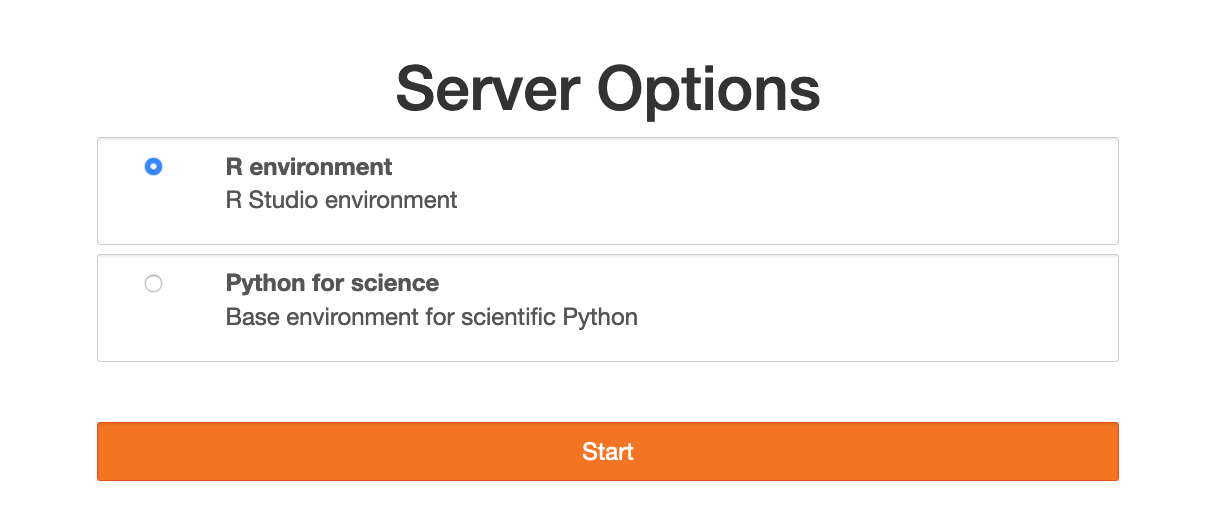 Server Options
R environment
R Studio environment
Python for science
Base environment for scientific Python
Start